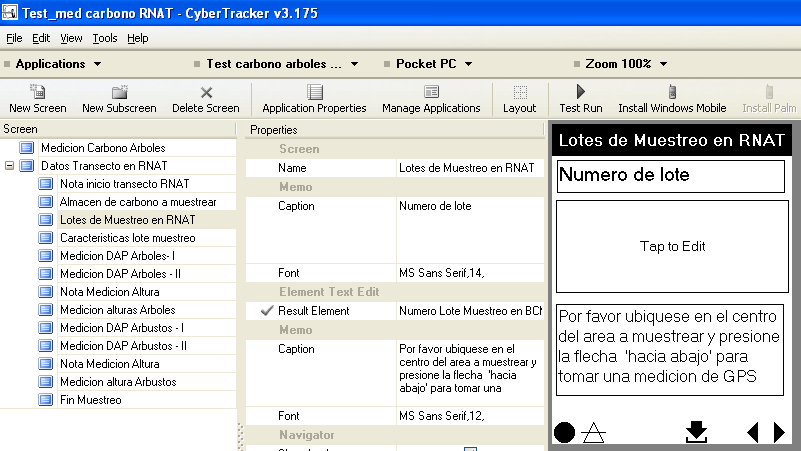 Test_med carbono RNAT - CyberTracker v3.175
File Edit View Tools Help
Applications Test carbono arboles ... Pocket PC Zoom 100%
New Screen New Subscreen Delete Screen Application Properties Manage Applications Layout Test Run Install Windows Mobile Install Palm
Screen
Medicion Carbono Arboles
Datos Transecto en RNAT
Nota inicio transecto RNAT
Almacen de carbono a muestrear
Lotes de Muestreo en RNAT
Caracteristicas lote muestreo
Medicion DAP Arboles- I
Medicion DAP Arboles - II
Nota Medicion Altura
Medicion alturas Arboles
Medicion DAP Arbustos - I
Medicion DAP Arbustos - II
Nota Medicion Altura
Medicion altura Arbustos
Fin Muestreo
Properties
Screen
Name Lotes de Muestreo en RNAT
Memo
Caption Numero de lote
Font MS Sans Serif,14,
Element Text Edit
Result Element Numero Lote Muestreo en BCN
Memo
Caption Por favor ubiquese en el
centro del area a muestrear y
presione la flecha 'hacia
abajo' para tomar una
Font MS Sans Serif,12,
Navigator
Lotes de Muestreo en RNAT
Numero de lote
Tap to Edit
Por favor ubiquese en el centro
del area a muestrear y presione
la flecha 'hacia abajo' para
tomar una medicion de GPS